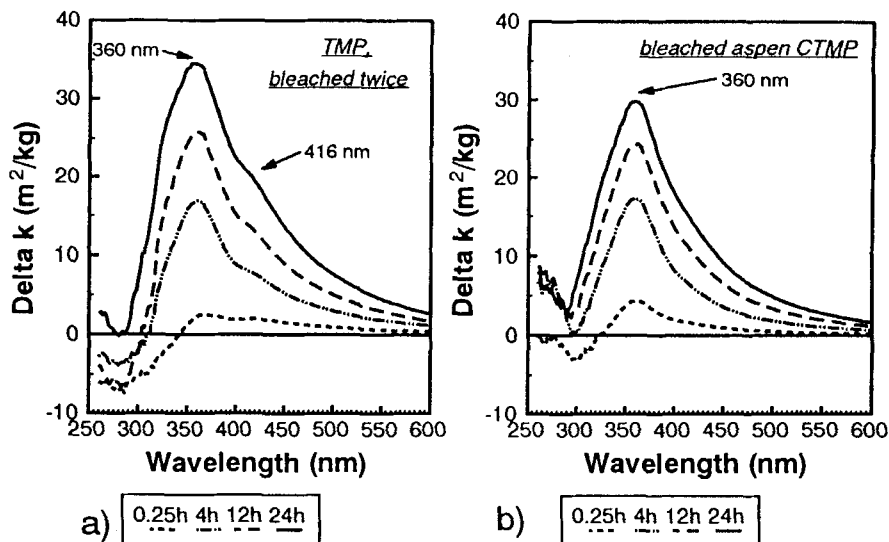 40
30
20
10
0
-10
Delta k (m²/kg)
360 nm
TMP,
bleached twice
416 nm
250 300 350 400 450 500 550 600
Wavelength (nm)
a)
0.25h 4h 12h 24h
40
30
20
10
0
-10
Delta k (m²/kg)
bleached aspen CTMP
360 nm
250 300 350 400 450 500 550 600
Wavelength (nm)
b)
0.25h 4h 12h 24h